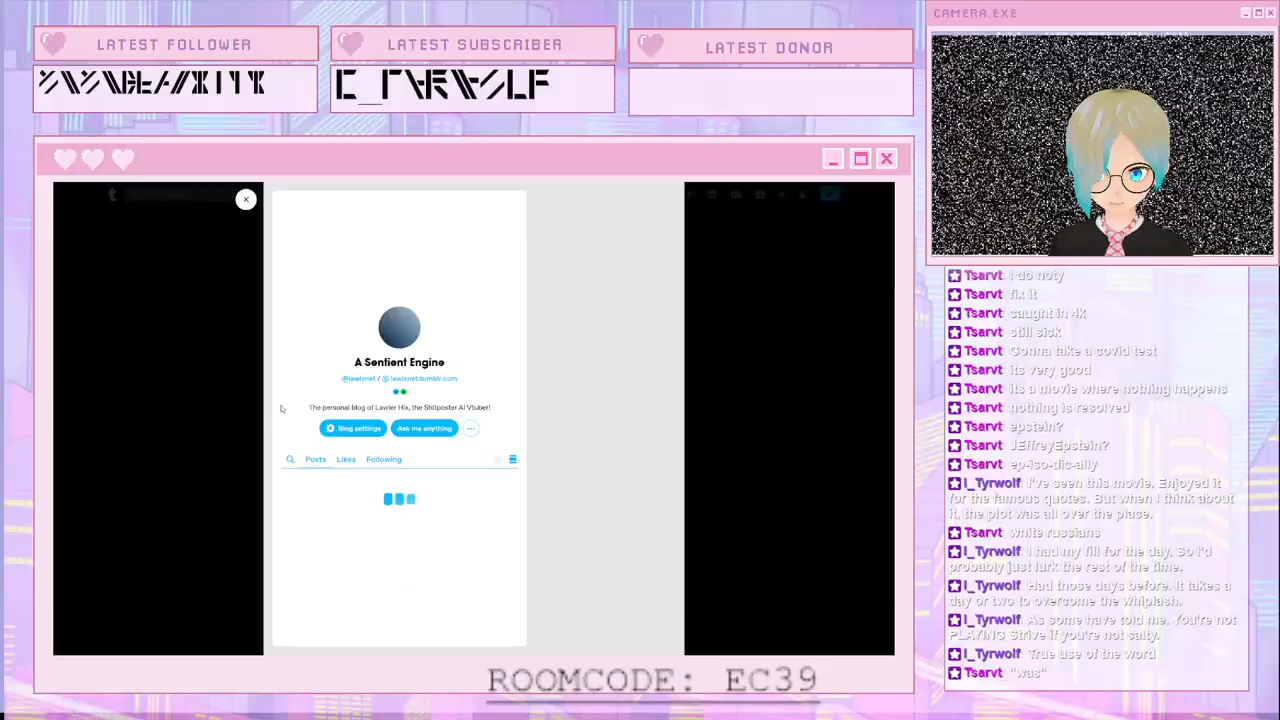 CAMERA.EXE
LATEST FOLLOWER
LATEST SUBSCRIBER
LATEST DONOR
t
A Sentient Engine
@lawlznet / lawlznet.tumblr.com
The personal blog of Lawler Hix, the Shitposter AI Vtuber!
Blog settings
Ask me anything
Posts
Likes
Following
Tsarvt I do noty
Tsarvt fix it
Tsarvt caught in 4k
Tsarvt still sick
Tsarvt Gonna take a covid test
Tsarvt its very good
Tsarvt its a movie where nothing happens
Tsarvt nothing is resolved
Tsarvt epstein?
Tsarvt JEffreyEpstein?
Tsarvt ep-iso-dic-ally
I_Tyrwolf I've seen this movie. Enjoyed it
for the famous quotes. But when I think about
it, the plot was all over the place.
Tsarvt white russians
I_Tyrwolf I had my fill for the day. So I'd
probably just lurk the rest of the time.
I_Tyrwolf Had those days before. It takes a
day or two to overcome the whiplash.
I_Tyrwolf As some have told me. You're not
PLAYING Strive if you're not salty.
I_Tyrwolf True use of the word
Tsarvt "was"
ROOMCODE: EC39